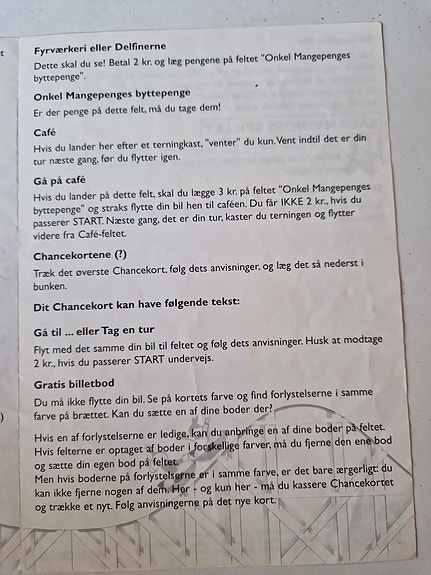 Fyrværkeri eller Delfinerne
Dette skal du se! Betal 2 kr. og læg pengene på feltet "Onkel Mangepenges
byttepenge".
Onkel Mangepenges byttepenge
Er der penge på dette felt, må du tage dem!
Café
Hvis du lander her efter et terningkast, "venter" du kun. Vent indtil det er din
tur næste gang, før du flytter igen.
Gå på café
Hvis du lander på dette felt, skal du lægge 3 kr. på feltet "Onkel Mangepenges
byttepenge" og straks flytte din bil hen til caféen. Du får IKKE 2 kr., hvis du
passerer START. Næste gang, det er din tur, kaster du terningen og flytter
videre fra Café-feltet.
Chancekortene (?)
Træk det øverste Chancekort, følg dets anvisninger, og læg det så nederst i
bunken.
Dit Chancekort kan have følgende tekst:
Gå til ... eller Tag en tur
Flyt med det samme din bil til feltet og følg dets anvisninger. Husk at modtage
2 kr., hvis du passerer START undervejs.
Gratis billetbod
Du må ikke flytte din bil. Se på kortets farve og find forlystelserne i samme
farve på brættet. Kan du sætte en af dine boder der?
Hvis en af forlystelserne er ledige, kan du anbringe en af dine boder på feltet.
Hvis felterne er optaget af boder i forskellige farver, må du fjerne den ene bod
og sætte din egen bod på feltet.
Men hvis boderne på forlystelserne er i samme farve, er det bare ærgerligt: du
kan ikke fjerne nogen af dem. Her - og kun her - må du kassere Chancekortet
og trække et nyt. Følg anvisningerne på det nye kort.